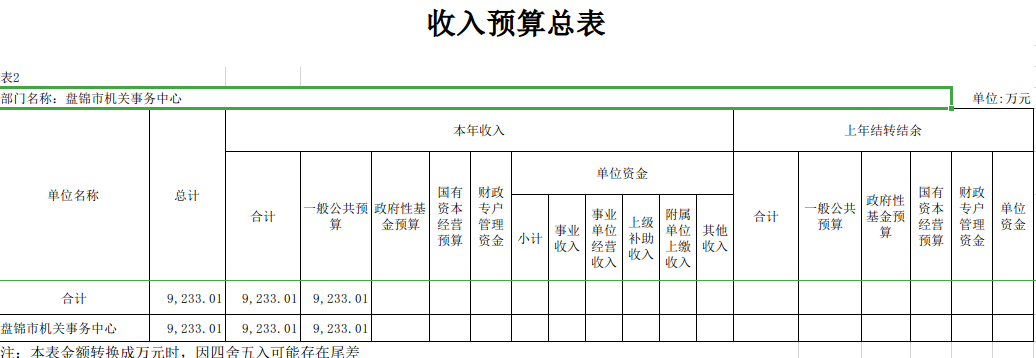 收入预算总表
表2
部门名称：盘锦市机关事务中心 单位:万元
单位名称 总计 本年收入 上年结转结余
合计 一般公共预算 政府性基金预算 国有资本经营预算 财政专户管理资金 单位资金 合计 一般公共预算 政府性基金预算 国有资本经营预算 财政专户管理资金 单位资金
小计 事业收入 事业单位经营收入 上级补助收入 附属单位上缴收入 其他收入
合计 9,233.01 9,233.01 9,233.01
盘锦市机关事务中心 9,233.01 9,233.01 9,233.01
注：本表金额转换成万元时，因四舍五入可能存在尾差